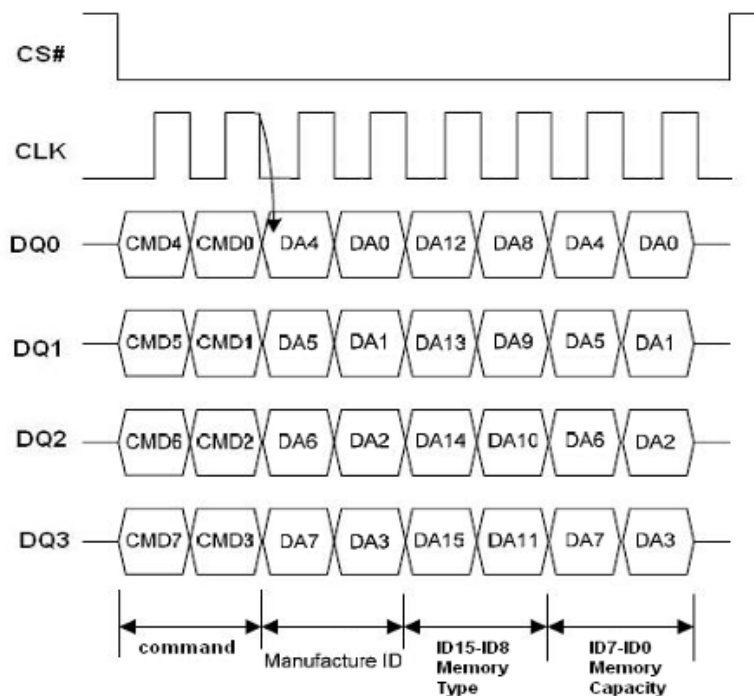 CS#
CLK
DQ0 CMD4 CMD0 DA4 DA0 DA12 DA8 DA4 DA0
DQ1 CMD5 CMD1 DA5 DA1 DA13 DA9 DA5 DA1
DQ2 CMD6 CMD2 DA6 DA2 DA14 DA10 DA6 DA2
DQ3 CMD7 CMD3 DA7 DA3 DA15 DA11 DA7 DA3
command
Manufacture ID
ID15-ID8
Memory
Type
ID7-ID0
Memory
Capacity